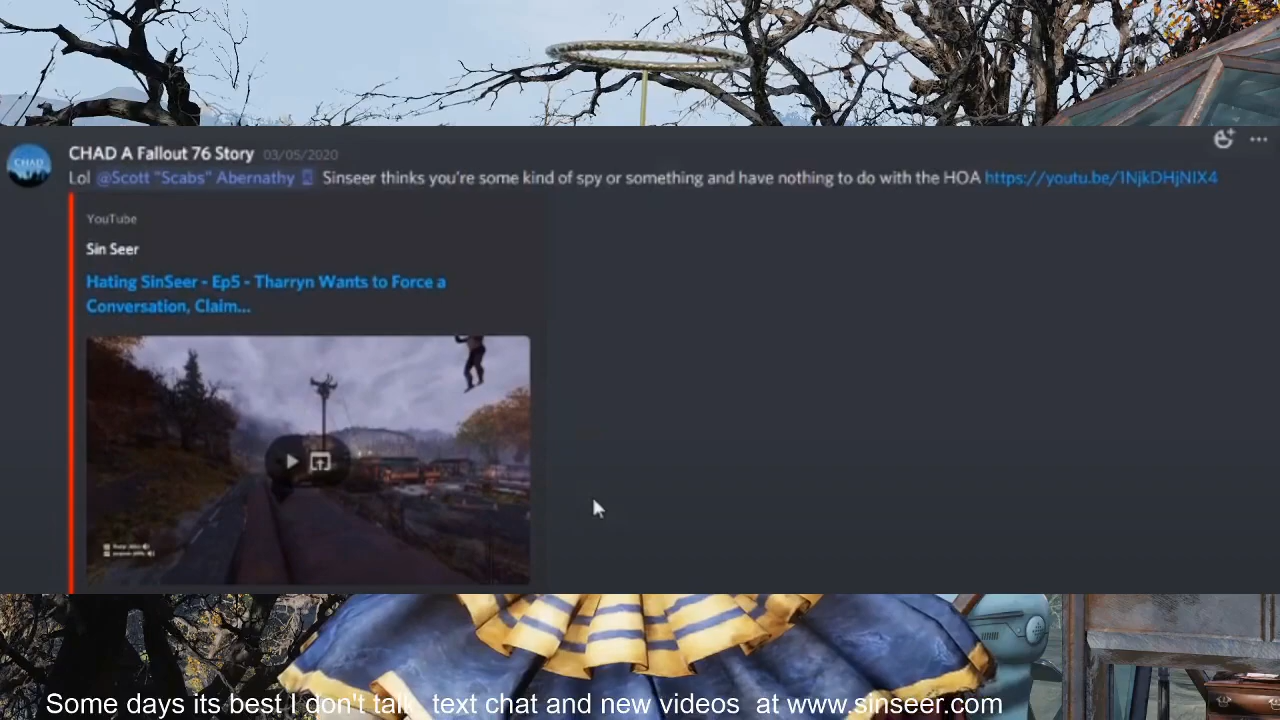 CHAD A Fallout 76 Story 03/05/2020
Lol @Scott "Scabs" Abernathy Sinseer thinks you're some kind of spy or something and have nothing to do with the HOA https://youtu.be/1NjkDHjNIX4
YouTube
Sin Seer
Hating SinSeer - Ep5 - Tharryn Wants to Force a
Conversation, Claim...
Some days its best I don't talk, text chat and new videos at www.sinseer.com